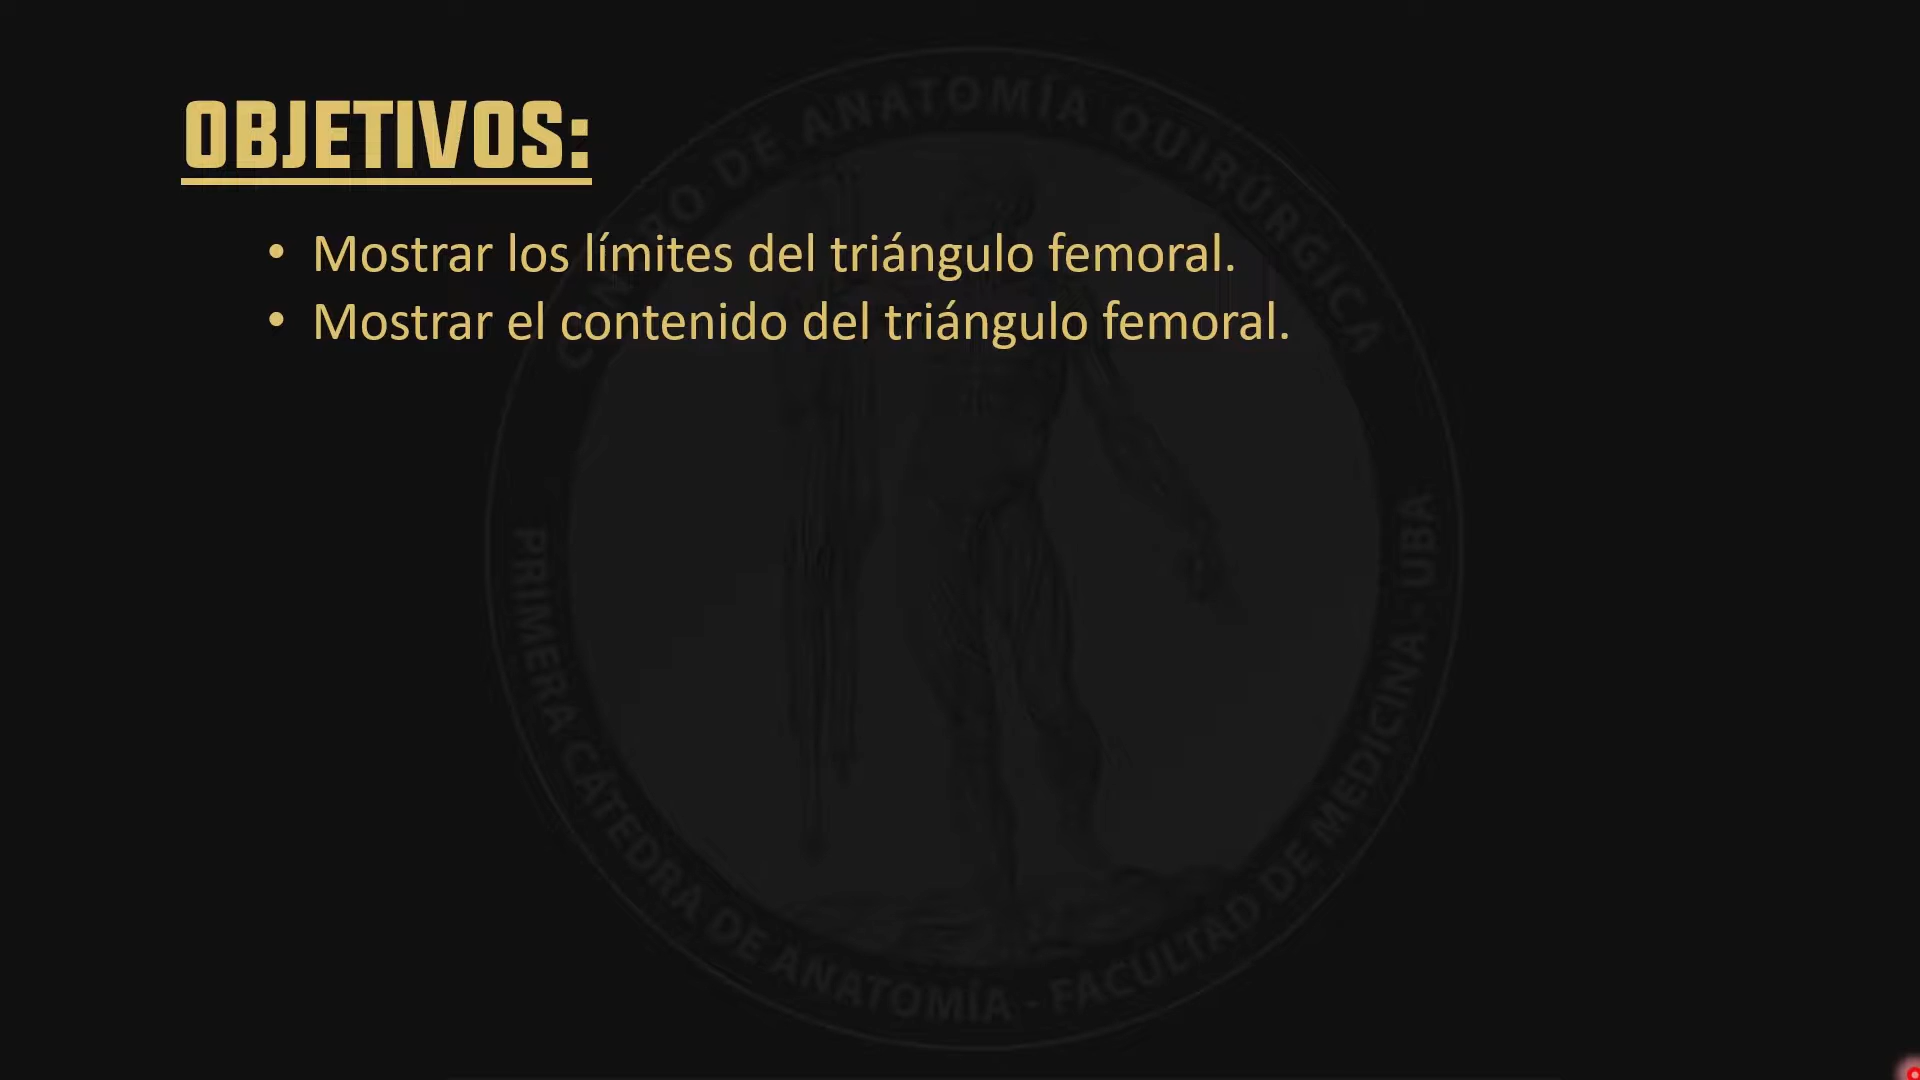 OBJETIVOS:
• Mostrar los límites del triángulo femoral.
• Mostrar el contenido del triángulo femoral.
CENTRO DE ANATOMÍA QUIRÚRGICA
PRIMERA CÁTEDRA DE ANATOMÍA - FACULTAD DE MEDICINA - UBA